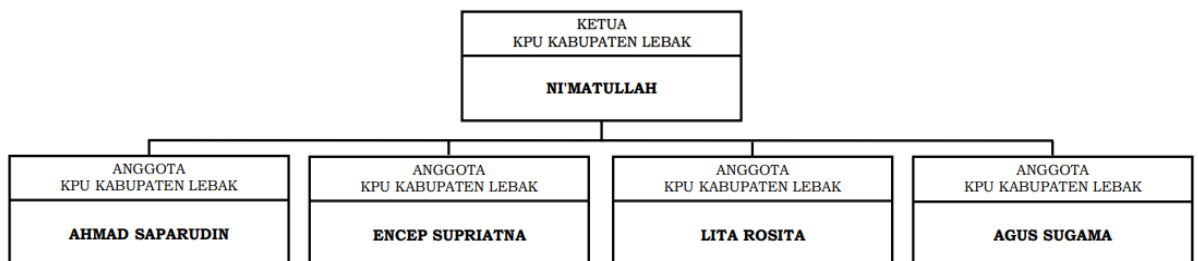 KETUA
KPU KABUPATEN LEBAK
NI'MATULLAH
ANGGOTA
KPU KABUPATEN LEBAK
AHMAD SAPARUDIN
ANGGOTA
KPU KABUPATEN LEBAK
ENCEP SUPRIATNA
ANGGOTA
KPU KABUPATEN LEBAK
LITA ROSITA
ANGGOTA
KPU KABUPATEN LEBAK
AGUS SUGAMA